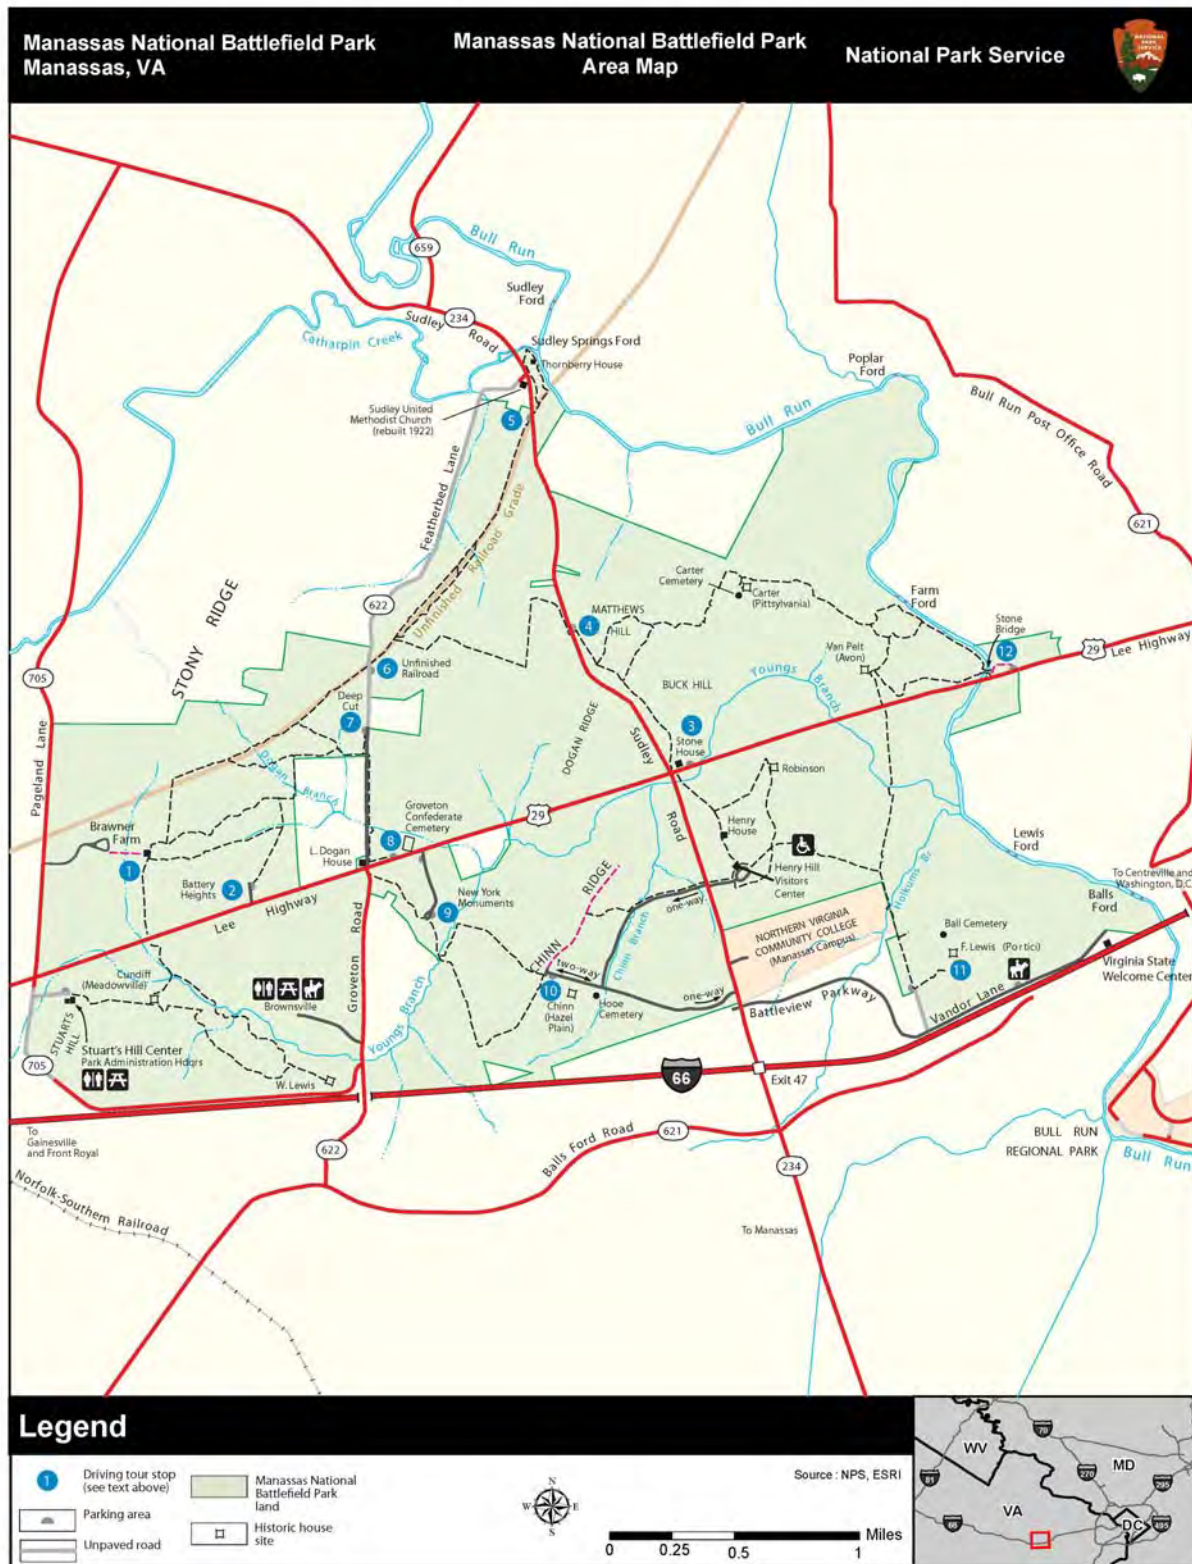 Manassas National Battlefield Park
Manassas, VA
Manassas National Battlefield Park
Area Map
National Park Service
NATIONAL
PARK
SERVICE
659
Bull Run
Sudley
Ford
234
Sudley Road
Catharpin Creek
Sudley Springs Ford
Thornberry House
Poplar
Ford
Sudley United
Methodist Church
(rebuilt 1922)
5
Bull Run
Bull Run Post Office Road
621
Featherbed Lane
Unfinished Railroad Grade
STONY RIDGE
622
Carter
Cemetery
Carter
(Pittsylvania)
Farm
Ford
MATTHEWS
HILL
4
Stone
Bridge
12
29
Lee Highway
Van Pelt
(Avon)
705
Pageland Lane
6
Unfinished
Railroad
Deep
Cut
7
BUCK HILL
Youngs
Branch
DOGAN RIDGE
3
Stone
House
Sudley
Road
Robinson
Dogan
Branch
29
Groveton
Confederate
Cemetery
8
Henry
House
Brawner
Farm
1
L. Dogan
House
Lewis
Ford
Battery
Heights
2
Lee Highway
Henry Hill
Visitors
Center
Holkums Br
To Centreville and
Washington, D.C.
Balls
Ford
New York
Monuments
9
one-way
CHINN RIDGE
Chinn Branch
NORTHERN VIRGINIA
COMMUNITY COLLEGE
(Manassas Campus)
Ball Cemetery
F. Lewis (Portici)
11
Virginia State
Welcome Center
Groveton Road
Cundiff
(Meadowville)
Brownsville
two-way
10
Chinn
(Hazel
Plain)
Hooe
Cemetery
one-way
Battleview Parkway
Vandor Lane
Youngs Branch
STUARTS
HILL
Stuart's Hill Center
Park Administration Hdqrs
705
W. Lewis
66
Exit 47
To
Gainesville
and Front Royal
622
Balls Ford Road
621
BULL RUN
REGIONAL PARK
Bull Run
234
Norfolk-Southern Railroad
To Manassas
Legend
1
Driving tour stop
(see text above)
Parking area
Unpaved road
Manassas National
Battlefield Park
land
Historic house
site
N
W
E
S
Source : NPS, ESRI
Miles
0
0.25
0.5
1
WV
MD
VA
DC
70
270
81
66
295
495